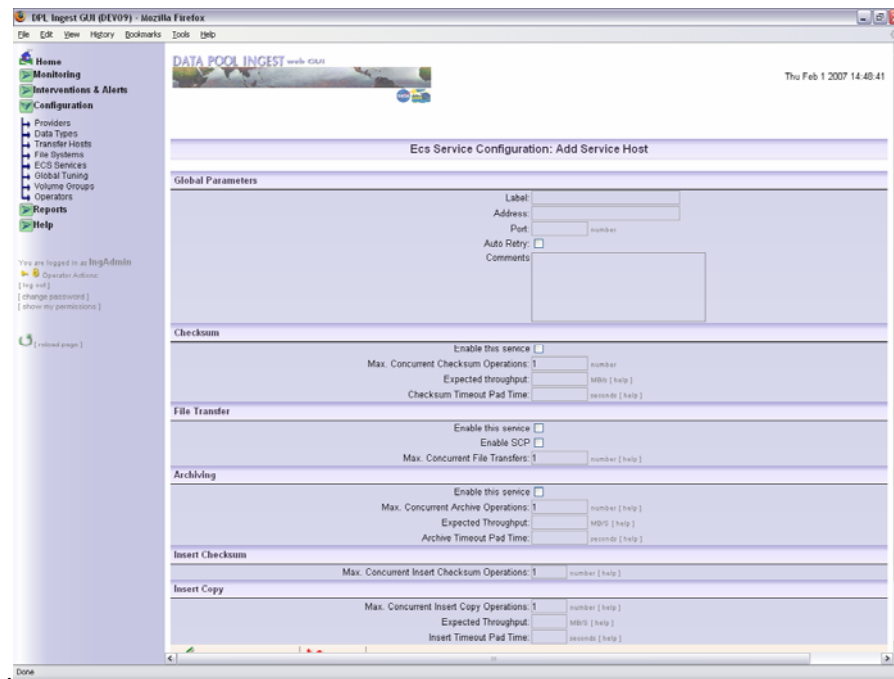 DPL Ingest GUI (DEV09) - Mozilla Firefox
File Edit View History Bookmarks Tools Help
Home
Monitoring
Interventions & Alerts
Configuration
Providers
Data Types
Transfer Hosts
File Systems
ECS Services
Global Tuning
Volume Groups
Operators
Reports
Help
You are logged in as IngAdmin
Operator Actions:
[ log out ]
[ change password ]
[ show my permissions ]
[ reload page ]
DATA POOL INGEST web GUI
Thu Feb 1 2007 14:48:41
Ecs Service Configuration: Add Service Host
Global Parameters
Label:
Address:
Port: number
Auto Retry:
Comments
Checksum
Enable this service
Max. Concurrent Checksum Operations: 1 number
Expected throughput: MB/s [ help ]
Checksum Timeout Pad Time: seconds [ help ]
File Transfer
Enable this service
Enable SCP
Max. Concurrent File Transfers: 1 number [ help ]
Archiving
Enable this service
Max. Concurrent Archive Operations: 1 number [ help ]
Expected Throughput: MB/S [ help ]
Archive Timeout Pad Time: seconds [ help ]
Insert Checksum
Max. Concurrent Insert Checksum Operations: 1 number [ help ]
Insert Copy
Max. Concurrent Insert Copy Operations: 1 number [ help ]
Expected Throughput: MB/S [ help ]
Insert Timeout Pad Time: seconds [ help ]
Done